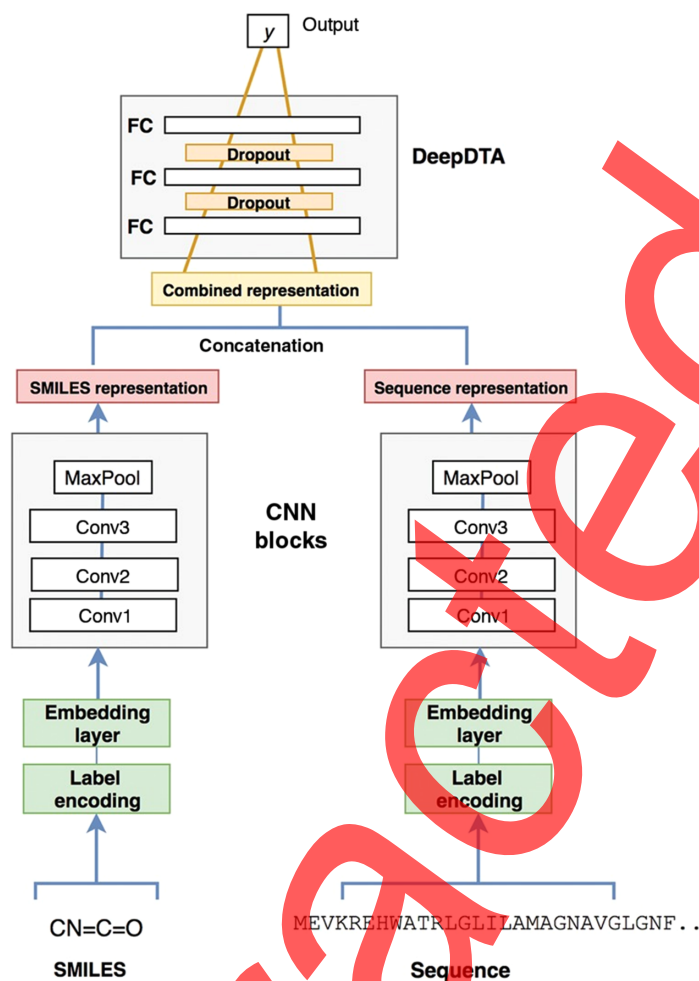 y
Output
FC
Dropout
FC
Dropout
FC
DeepDTA
Combined representation
Concatenation
SMILES representation
Sequence representation
MaxPool
Conv3
Conv2
Conv1
CNN
blocks
MaxPool
Conv3
Conv2
Conv1
Embedding
layer
Label
encoding
Embedding
layer
Label
encoding
CN=C=O
SMILES
MEVKREHWATRLGLILAMAGNAVGLGNF..
Sequence
acted